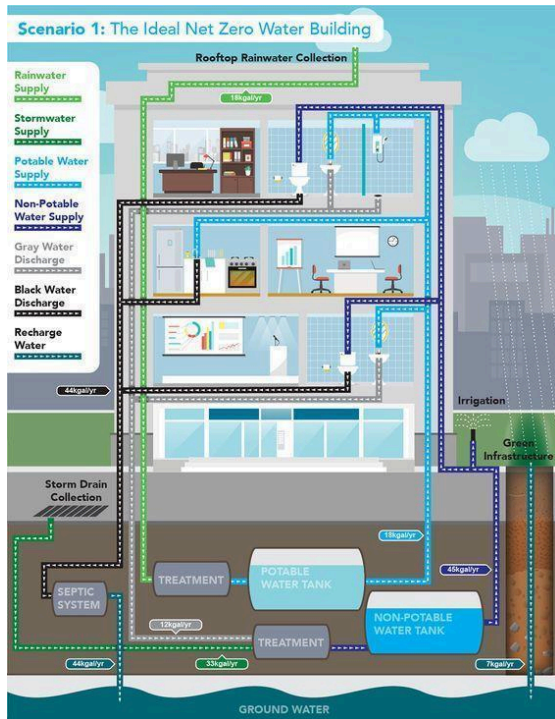 Scenario 1: The Ideal Net Zero Water Building
Rooftop Rainwater Collection
Rainwater
Supply
Stormwater
Supply
Potable Water
Supply
Non-Potable
Water Supply
Gray Water
Discharge
Black Water
Discharge
Recharge
Water
18kgal/yr
44kgal/yr
Irrigation
Green
Infrastructure
Storm Drain
Collection
18kgal/yr
45kgal/yr
TREATMENT
POTABLE
WATER TANK
SEPTIC
SYSTEM
NON-POTABLE
WATER TANK
12kgal/yr
TREATMENT
44kgal/yr
33kgal/yr
7kgal/yr
GROUND WATER